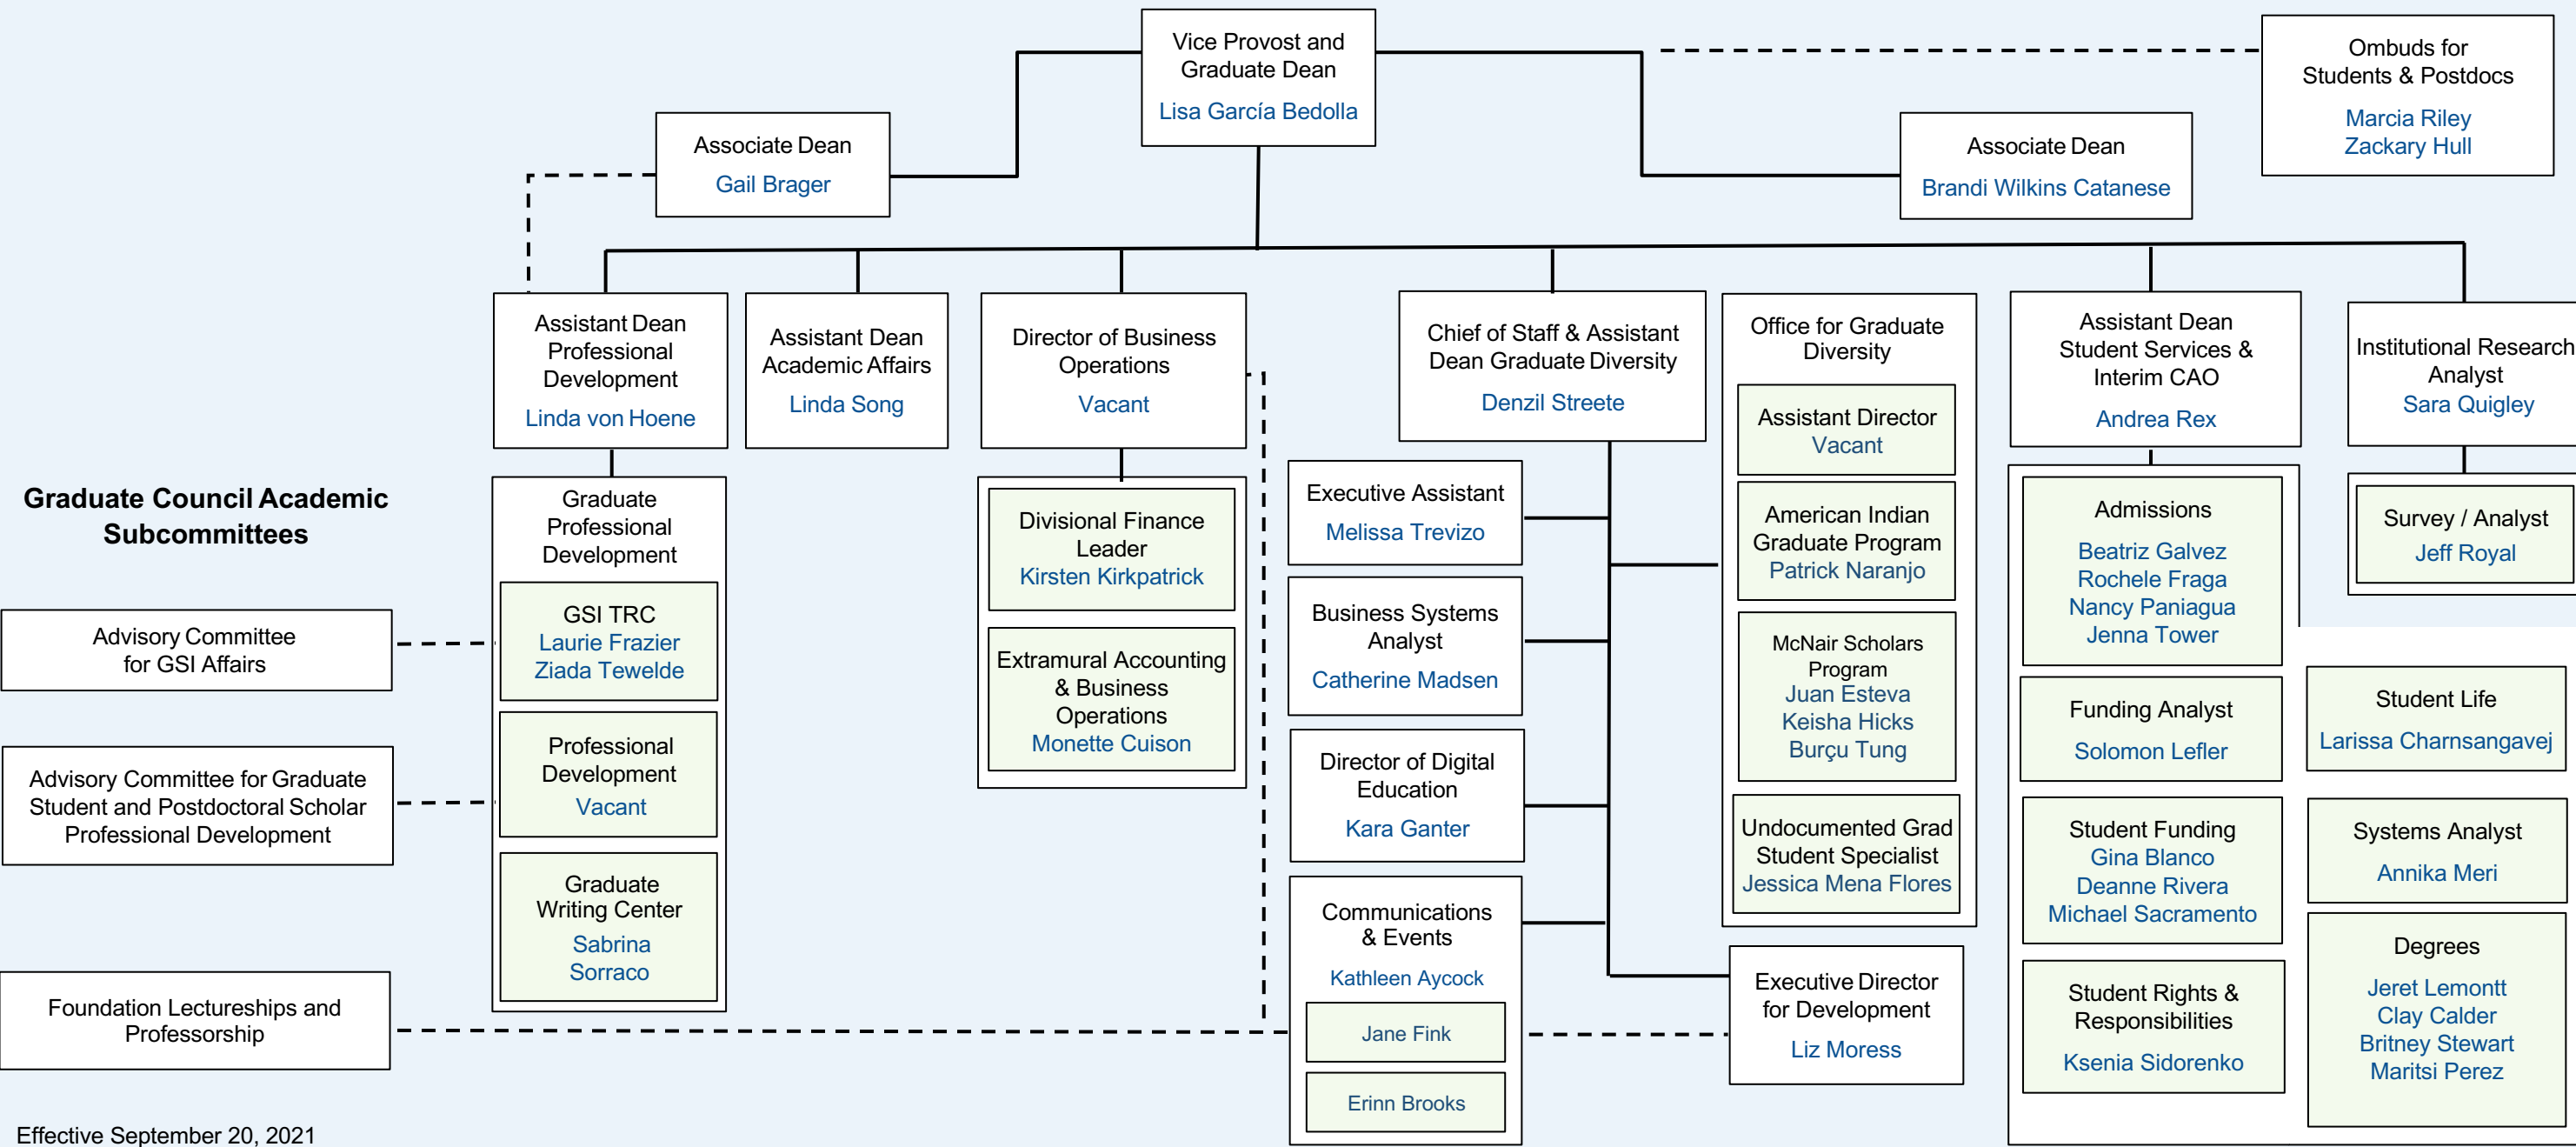 Vice Provost and
Graduate Dean
Lisa García Bedolla
Ombuds for
Students & Postdocs
Marcia Riley
Zackary Hull
Associate Dean
Gail Brager
Associate Dean
Brandi Wilkins Catanese
Assistant Dean
Professional
Development
Linda von Hoene
Assistant Dean
Academic Affairs
Linda Song
Director of Business
Operations
Vacant
Chief of Staff & Assistant
Dean Graduate Diversity
Denzil Streete
Office for Graduate
Diversity
Assistant Director
Vacant
American Indian
Graduate Program
Patrick Naranjo
McNair Scholars
Program
Juan Esteva
Keisha Hicks
Burçu Tung
Undocumented Grad
Student Specialist
Jessica Mena Flores
Assistant Dean
Student Services &
Interim CAO
Andrea Rex
Institutional Research
Analyst
Sara Quigley
Graduate Council Academic
Subcommittees
Advisory Committee
for GSI Affairs
Advisory Committee for Graduate
Student and Postdoctoral Scholar
Professional Development
Foundation Lectureships and
Professorship
Graduate
Professional
Development
GSI TRC
Laurie Frazier
Ziada Tewelde
Professional
Development
Vacant
Graduate
Writing Center
Sabrina
Sorraco
Divisional Finance
Leader
Kirsten Kirkpatrick
Extramural Accounting
& Business
Operations
Monette Cuison
Executive Assistant
Melissa Trevizo
Business Systems
Analyst
Catherine Madsen
Director of Digital
Education
Kara Ganter
Communications
& Events
Kathleen Aycock
Jane Fink
Erinn Brooks
Executive Director
for Development
Liz Moress
Admissions
Beatriz Galvez
Rochele Fraga
Nancy Paniagua
Jenna Tower
Funding Analyst
Solomon Lefler
Student Funding
Gina Blanco
Deanne Rivera
Michael Sacramento
Student Rights &
Responsibilities
Ksenia Sidorenko
Survey / Analyst
Jeff Royal
Student Life
Larissa Charnsangavej
Systems Analyst
Annika Meri
Degrees
Jeret Lemontt
Clay Calder
Britney Stewart
Maritsi Perez
Effective September 20, 2021